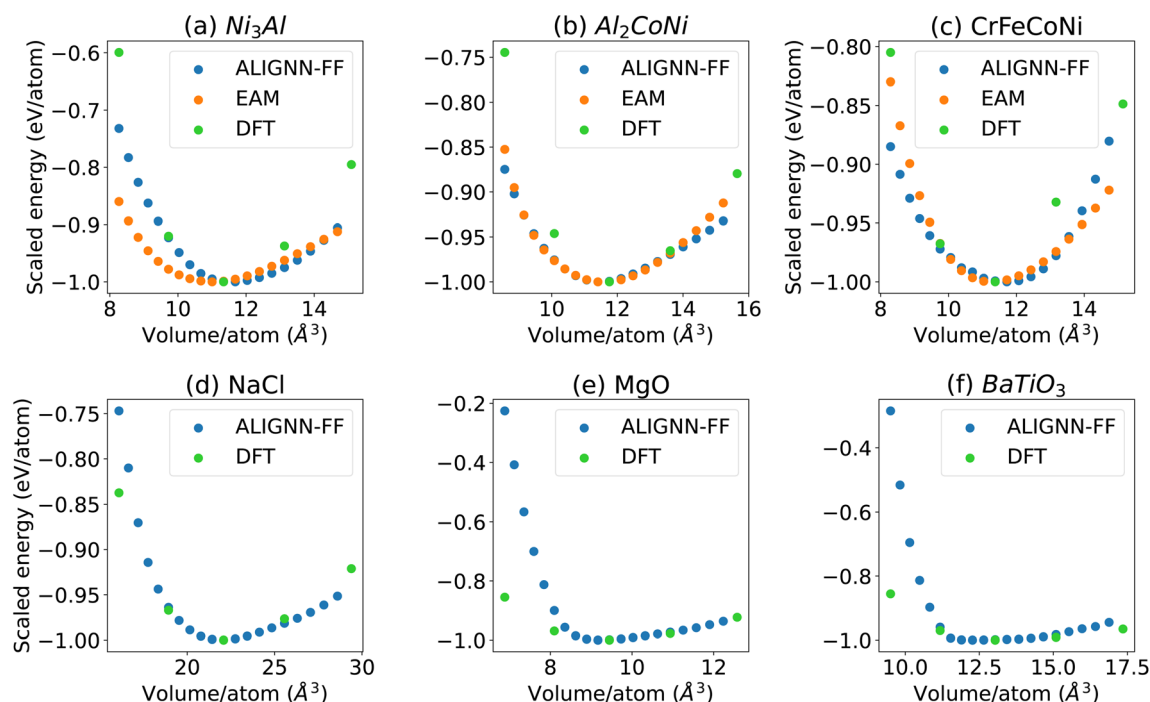 (a) Ni₃Al
Scaled energy (eV/atom)
−0.6
−0.7
−0.8
−0.9
−1.0
ALIGNN-FF
EAM
DFT
8 10 12 14
Volume/atom (Å³)
(b) Al₂CoNi
−0.75
−0.80
−0.85
−0.90
−0.95
−1.00
ALIGNN-FF
EAM
DFT
10 12 14 16
Volume/atom (Å³)
(c) CrFeCoNi
Scaled energy (eV/atom)
−0.80
−0.85
−0.90
−0.95
−1.00
ALIGNN-FF
EAM
DFT
8 10 12 14
Volume/atom (Å³)
(d) NaCl
Scaled energy (eV/atom)
−0.75
−0.80
−0.85
−0.90
−0.95
−1.00
ALIGNN-FF
DFT
20 25 30
Volume/atom (Å³)
(e) MgO
−0.2
−0.4
−0.6
−0.8
−1.0
ALIGNN-FF
DFT
8 10 12
Volume/atom (Å³)
(f) BaTiO₃
Scaled energy (eV/atom)
−0.4
−0.6
−0.8
−1.0
ALIGNN-FF
DFT
10.0 12.5 15.0 17.5
Volume/atom (Å³)